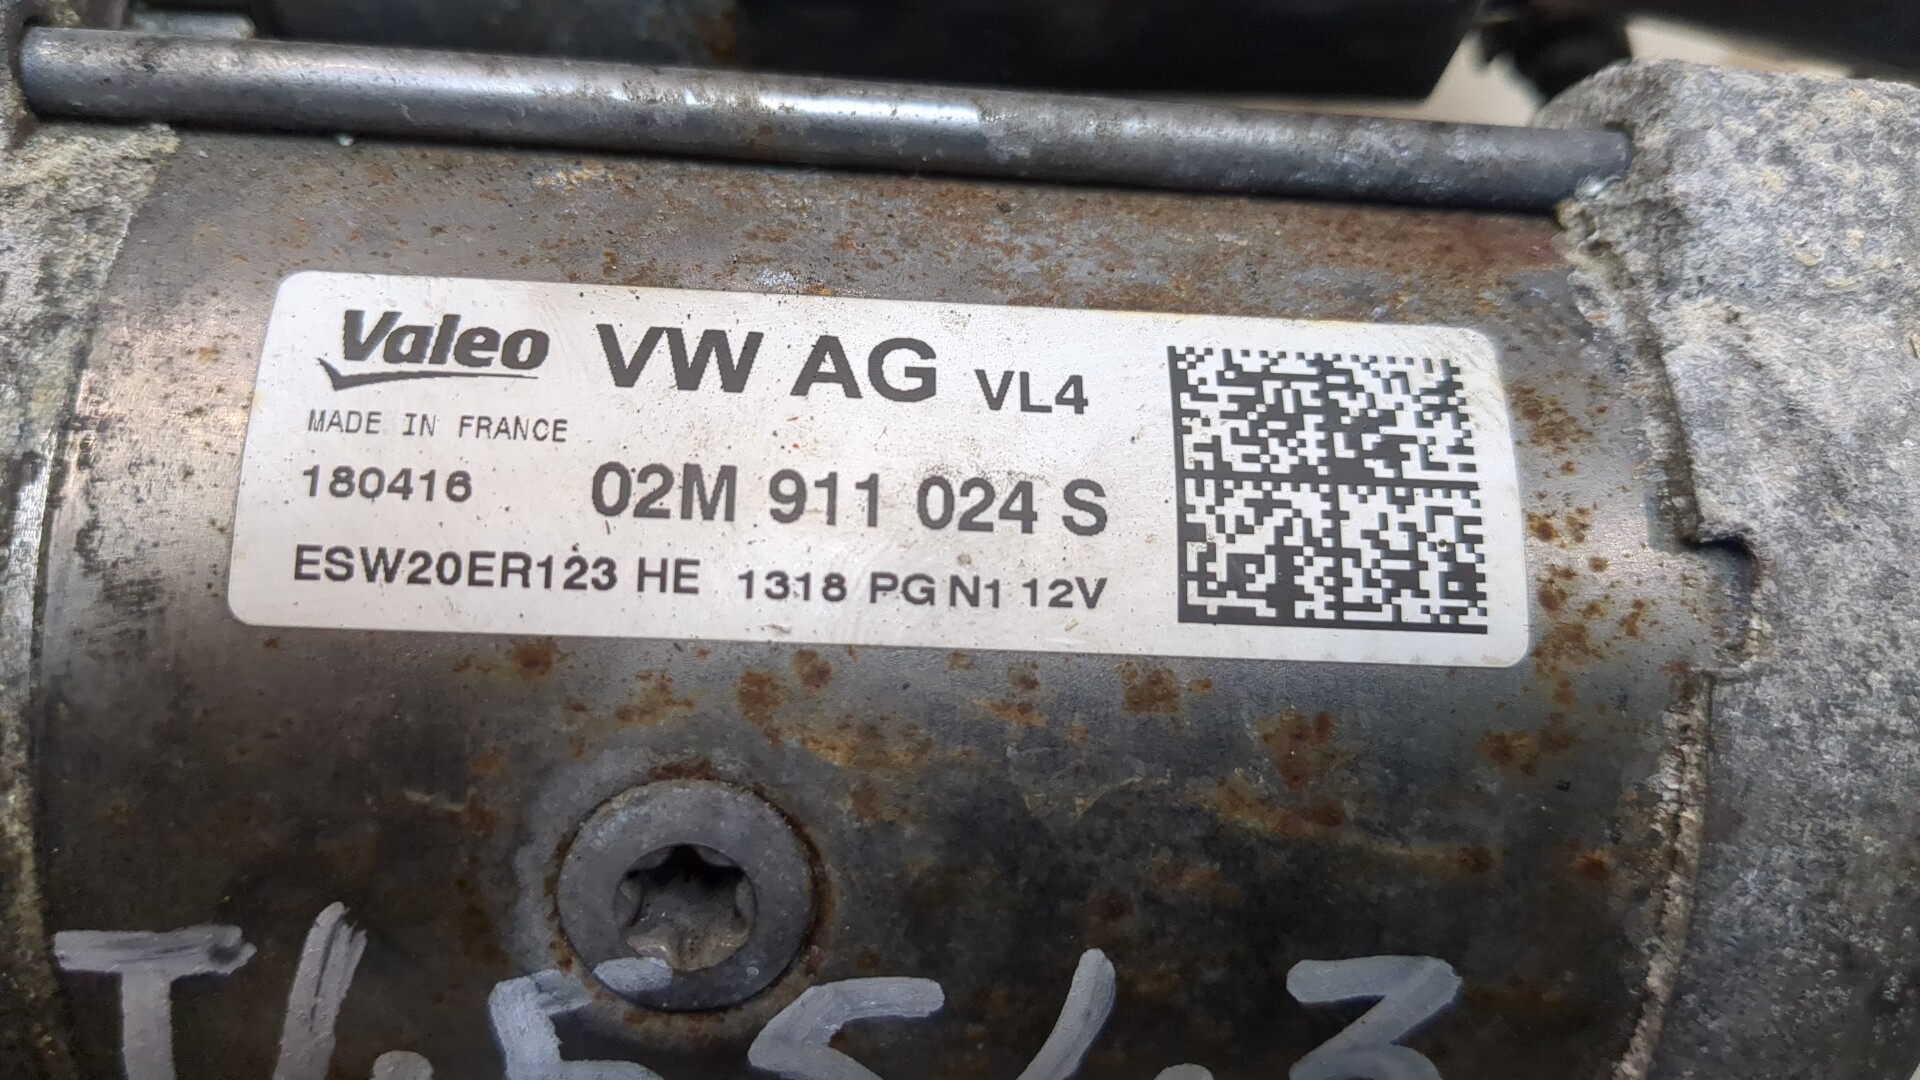 Valeo VW AG VL4
MADE IN FRANCE
180416 02M 911 024 S
ESW20ER123 HE 1318 PG N1 12V